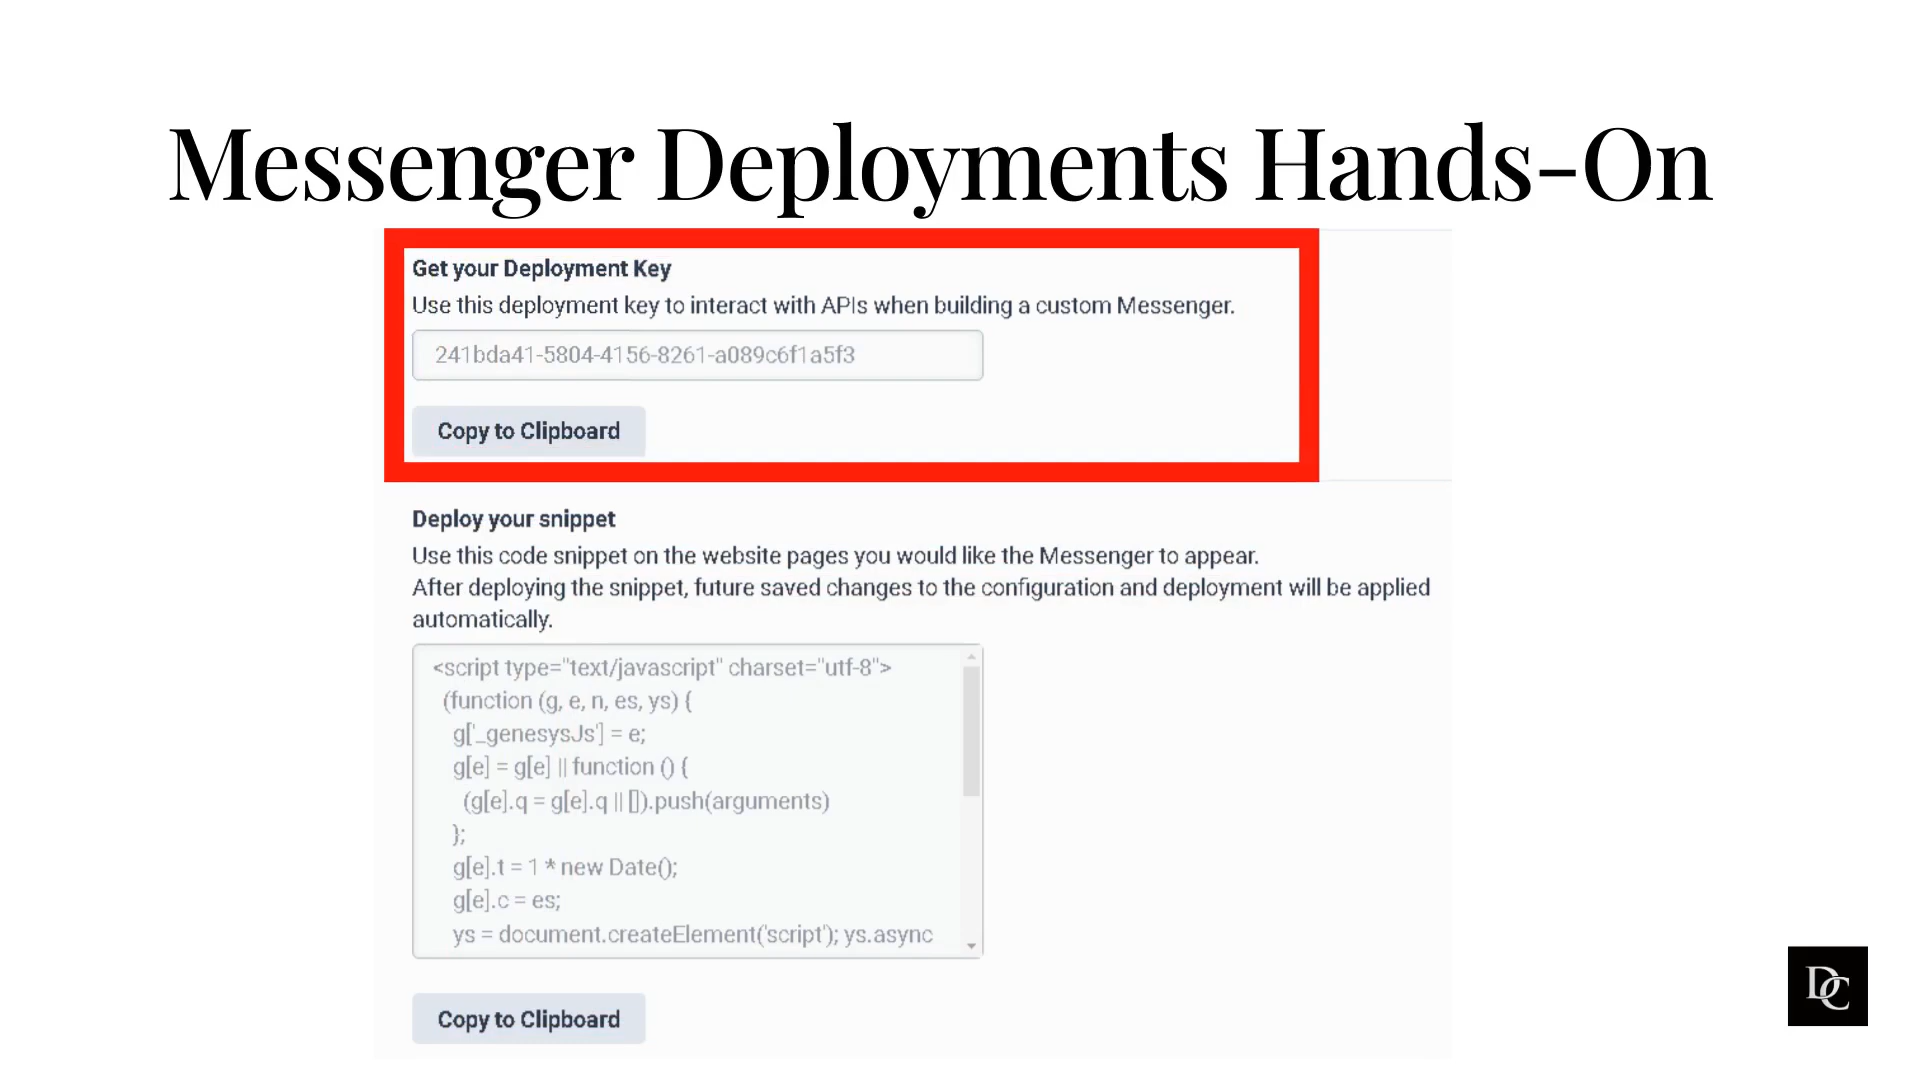 Messenger Deployments Hands-On
Get your Deployment Key
Use this deployment key to interact with APIs when building a custom Messenger.
241bda41-5804-4156-8261-a089c6f1a5f3
Copy to Clipboard
Deploy your snippet
Use this code snippet on the website pages you would like the Messenger to appear.
After deploying the snippet, future saved changes to the configuration and deployment will be applied
automatically.
<script type="text/javascript" charset="utf-8">
(function (g, e, n, es, ys) {
g['_genesysJs'] = e;
g[e] = g[e] || function () {
(g[e].q = g[e].q || []).push(arguments)
};
g[e].t = 1 * new Date();
g[e].c = es;
ys = document.createElement('script'); ys.async
Copy to Clipboard
DC